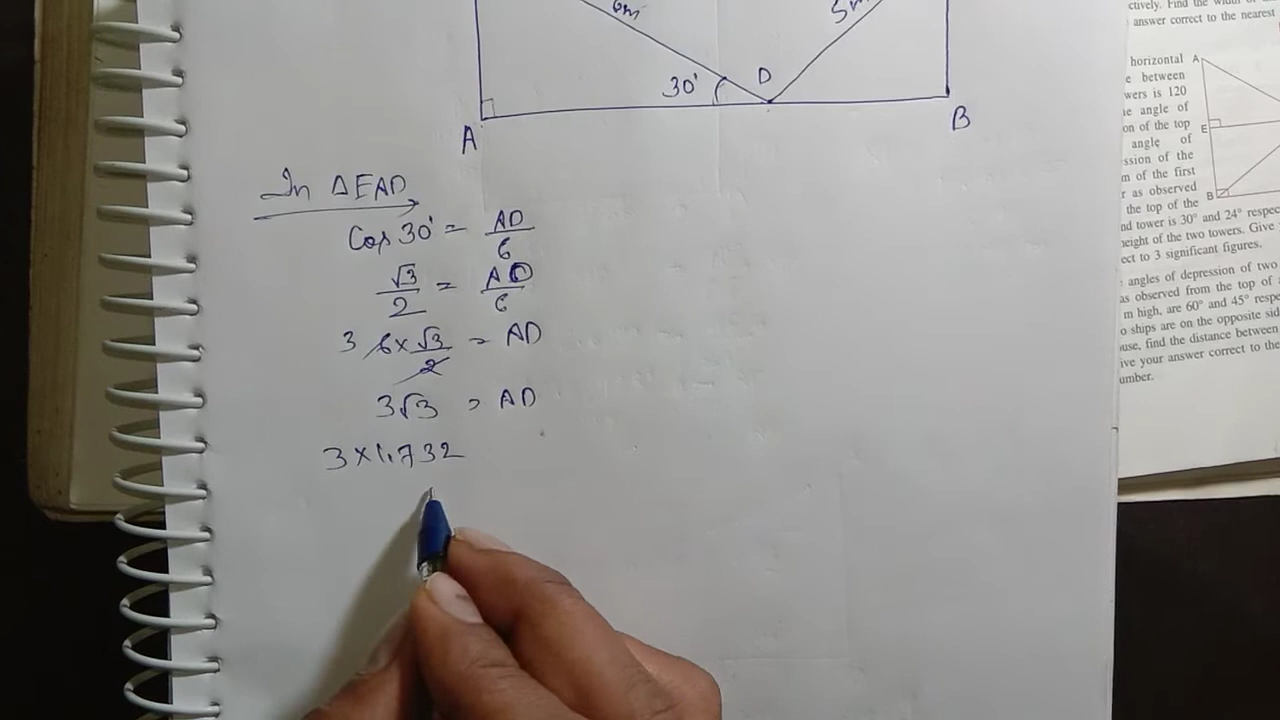 6m
5m
30°
D
A
B
In ΔEAD
Cos 30° = AD/6
√3/2 = AD/6
3 6×√3/2 = AD
3√3 = AD
3×1.732
ctively. Find the width of
answer correct to the nearest
horizontal
e between
wers is 120
e angle of
on of the top
angle of
ssion of the
m of the first
r as observed
the top of the
nd tower is 30° and 24° respec
height of the two towers. Give
ect to 3 significant figures.
A
E
B
angles of depression of two
as observed from the top of
m high, are 60° and 45° respe
o ships are on the opposite sid
use, find the distance between
ive your answer correct to the
umber.